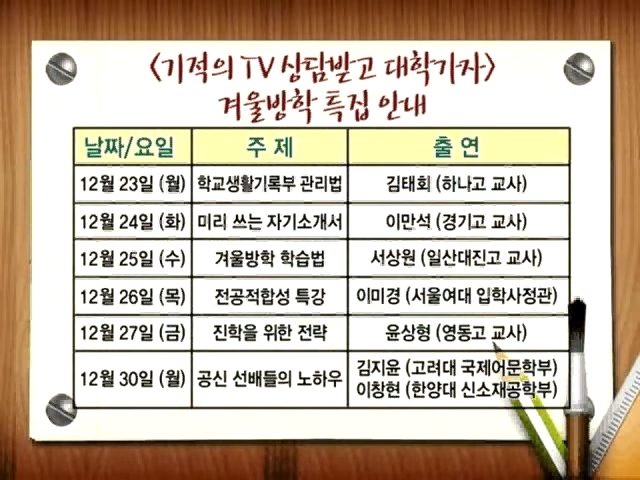 <기적의 TV 상담받고 대학가자>
겨울방학 특집 안내
날짜/요일 주 제 출 연
12월 23일 (월) 학교생활기록부 관리법 김태회 (하나고 교사)
12월 24일 (화) 미리 쓰는 자기소개서 이만석 (경기고 교사)
12월 25일 (수) 겨울방학 학습법 서상원 (일산대진고 교사)
12월 26일 (목) 전공적합성 특강 이미경 (서울여대 입학사정관)
12월 27일 (금) 진학을 위한 전략 윤상형 (영동고 교사)
12월 30일 (월) 공신 선배들의 노하우 김지윤 (고려대 국제어문학부)
이창현 (한양대 신소재공학부)